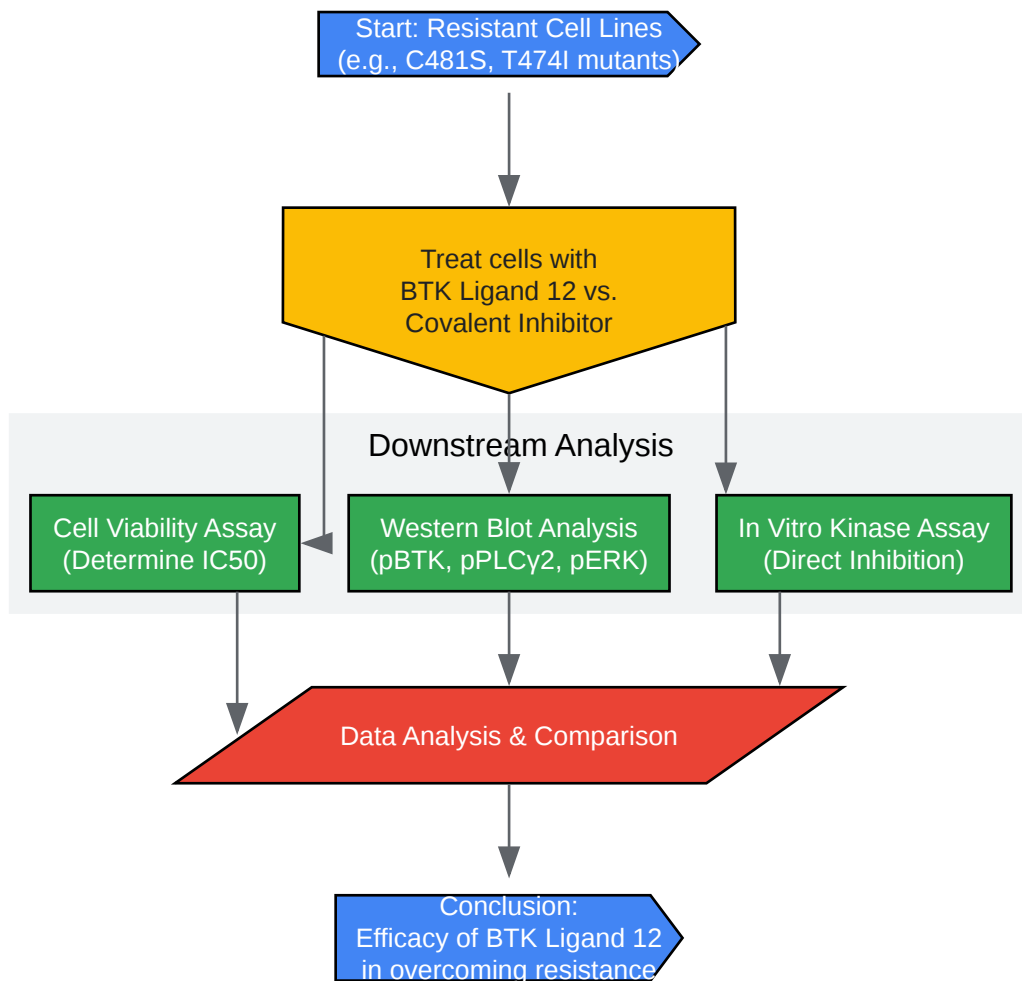 Start: Resistant Cell Lines
(e.g., C481S, T474I mutants)
Treat cells with
BTK Ligand 12 vs.
Covalent Inhibitor
Downstream Analysis
Cell Viability Assay
(Determine IC50)
Western Blot Analysis
(pBTK, pPLCγ2, pERK)
In Vitro Kinase Assay
(Direct Inhibition)
Data Analysis & Comparison
Conclusion:
Efficacy of BTK Ligand 12
in overcoming resistance